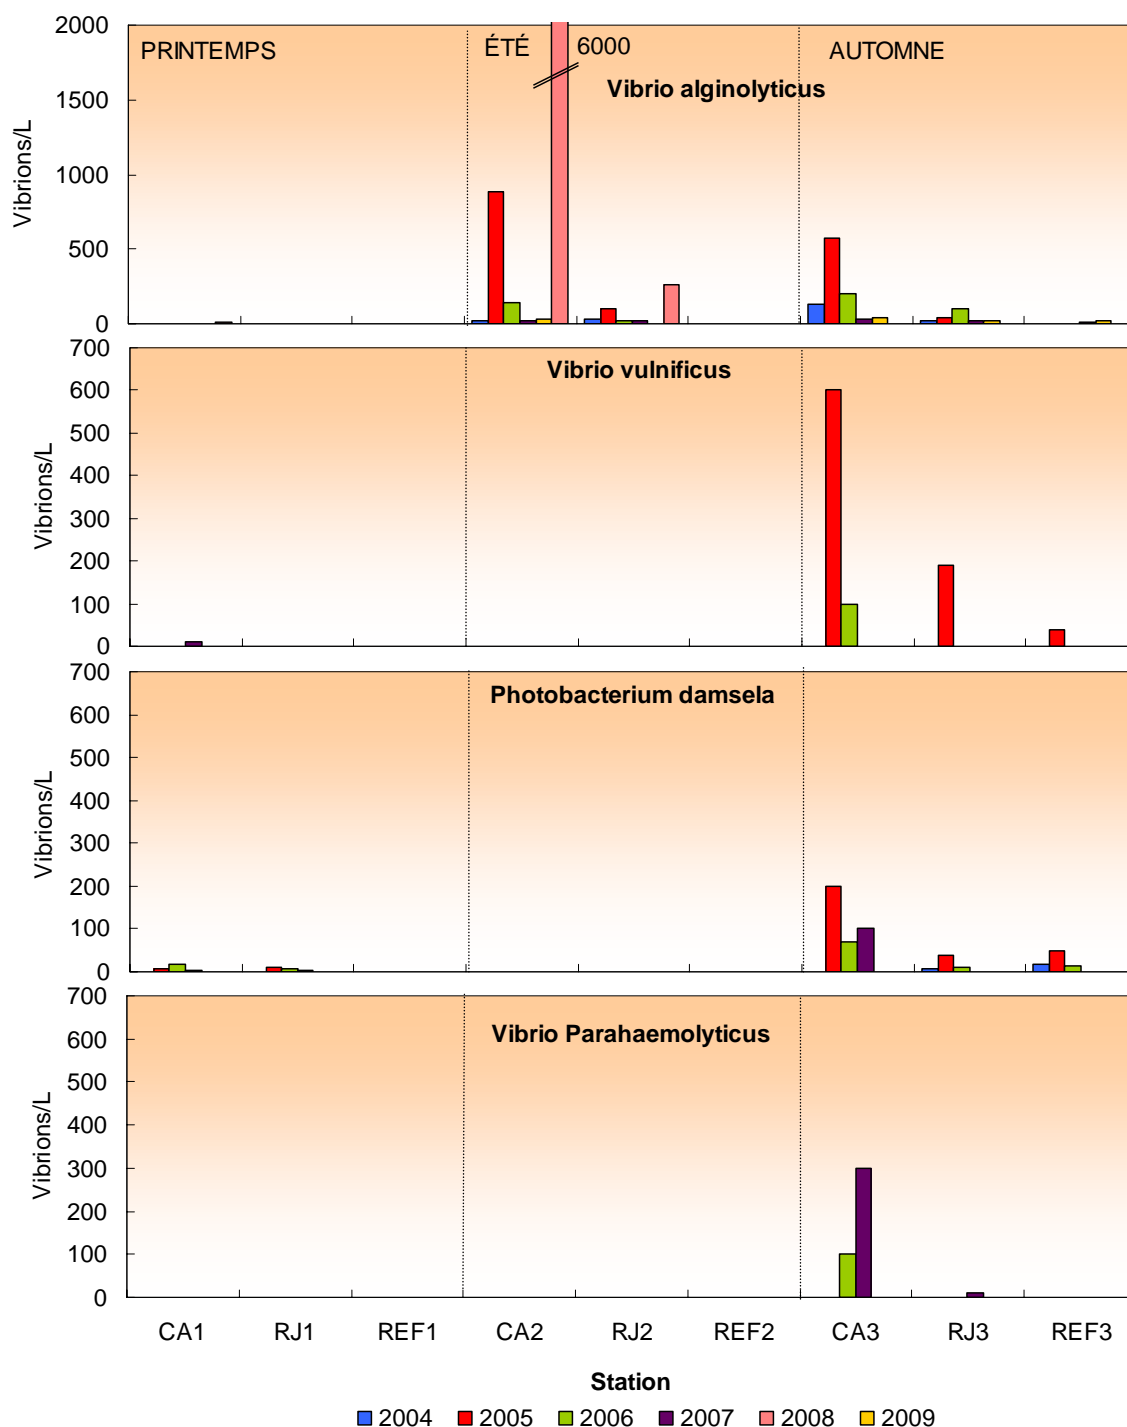 2000
PRINTEMPS
ÉTÉ
6000
AUTOMNE
Vibrio alginolyticus
1500
1000
500
0
Vibrions/L
700
Vibrio vulnificus
600
500
400
300
200
100
0
Vibrions/L
700
Photobacterium damsela
600
500
400
300
200
100
0
Vibrions/L
700
Vibrio Parahaemolyticus
600
500
400
300
200
100
0
Vibrions/L
CA1 RJ1 REF1 CA2 RJ2 REF2 CA3 RJ3 REF3
Station
2004 2005 2006 2007 2008 2009